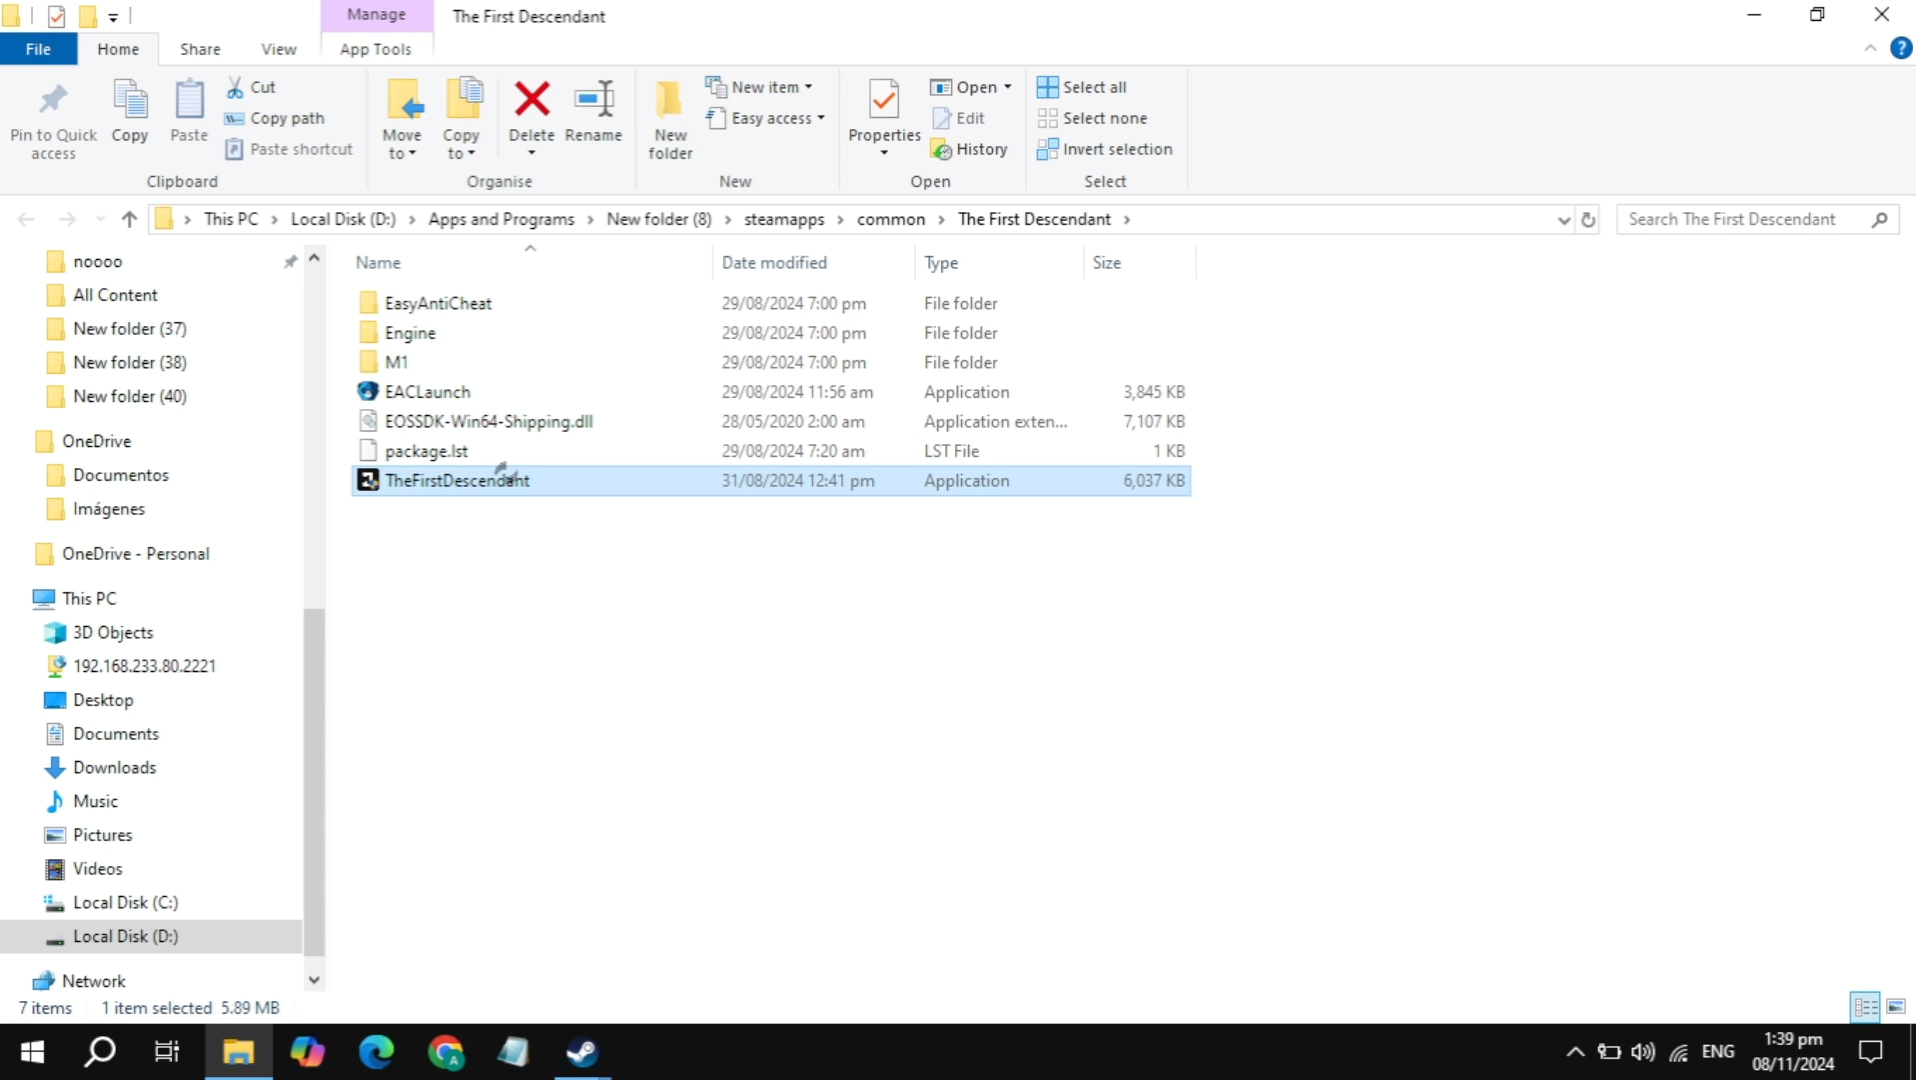 Manage
The First Descendant
File
Home
Share
View
App Tools
Pin to Quick access
Copy
Paste
Cut
Copy path
Paste shortcut
Clipboard
Move to
Copy to
Delete
Rename
Organise
New folder
New item
Easy access
New
Properties
Open
Edit
History
Open
Select all
Select none
Invert selection
Select
This PC > Local Disk (D:) > Apps and Programs > New folder (8) > steamapps > common > The First Descendant >
Search The First Descendant
noooo
All Content
New folder (37)
New folder (38)
New folder (40)
OneDrive
Documentos
Imágenes
OneDrive - Personal
This PC
3D Objects
192.168.233.80.2221
Desktop
Documents
Downloads
Music
Pictures
Videos
Local Disk (C:)
Local Disk (D:)
Network
Name Date modified Type Size
EasyAntiCheat 29/08/2024 7:00 pm File folder
Engine 29/08/2024 7:00 pm File folder
M1 29/08/2024 7:00 pm File folder
EACLaunch 29/08/2024 11:56 am Application 3,845 KB
EOSSDK-Win64-Shipping.dll 28/05/2020 2:00 am Application exten... 7,107 KB
package.lst 29/08/2024 7:20 am LST File 1 KB
TheFirstDescendant 31/08/2024 12:41 pm Application 6,037 KB
7 items 1 item selected 5.89 MB
ENG
1:39 pm
08/11/2024